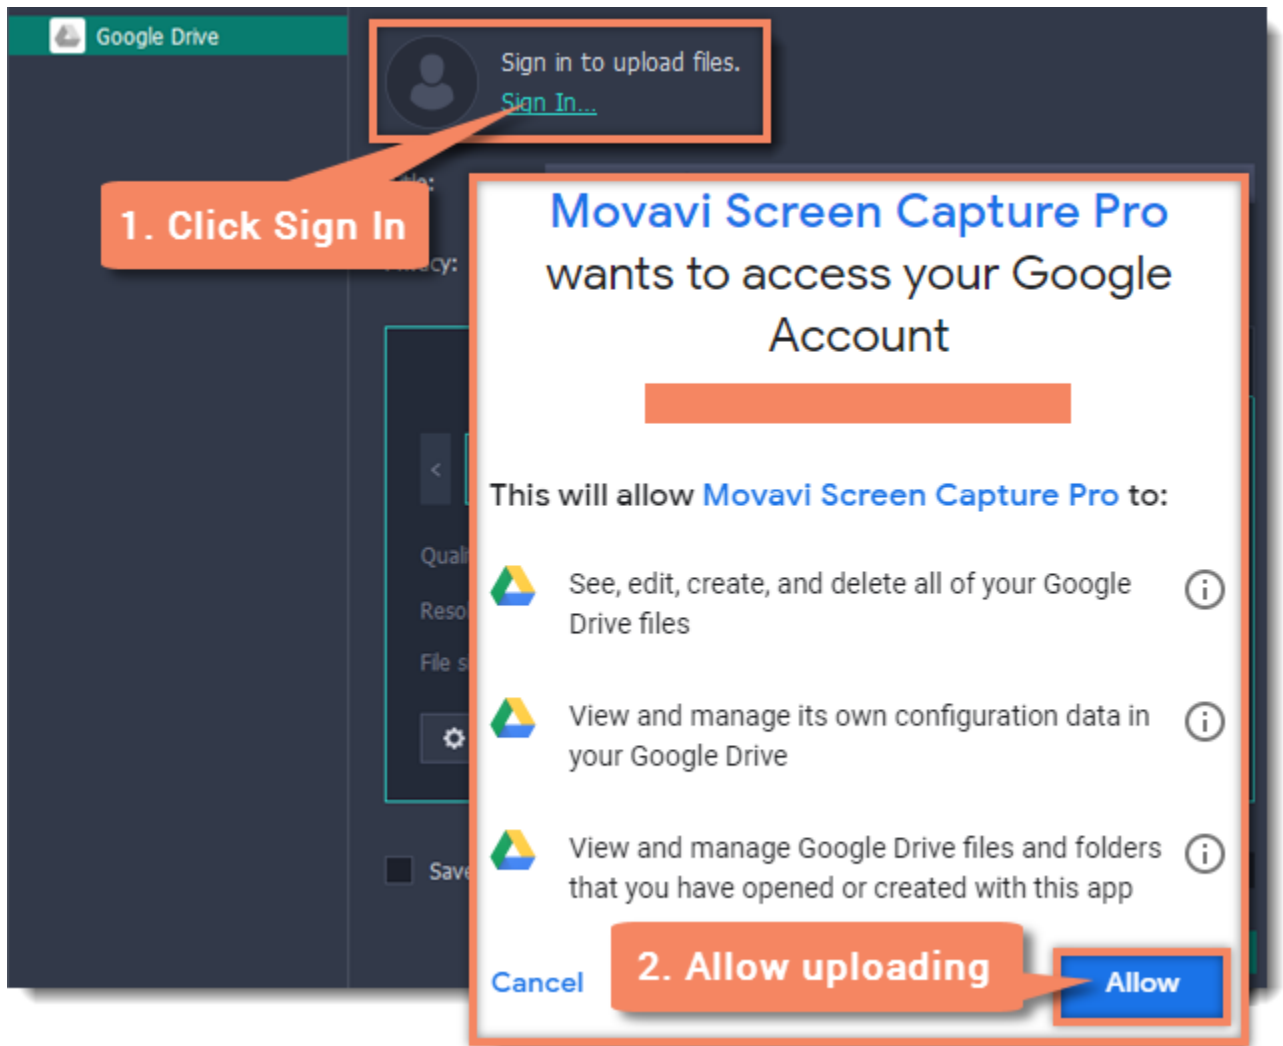 Google Drive
Sign in to upload files.
Sign In...
1. Click Sign In
Movavi Screen Capture Pro
wants to access your Google
Account
This will allow Movavi Screen Capture Pro to:
<
See, edit, create, and delete all of your Google
Drive files
View and manage its own configuration data in
your Google Drive
View and manage Google Drive files and folders
that you have opened or created with this app
Save
2. Allow uploading
Cancel
Allow